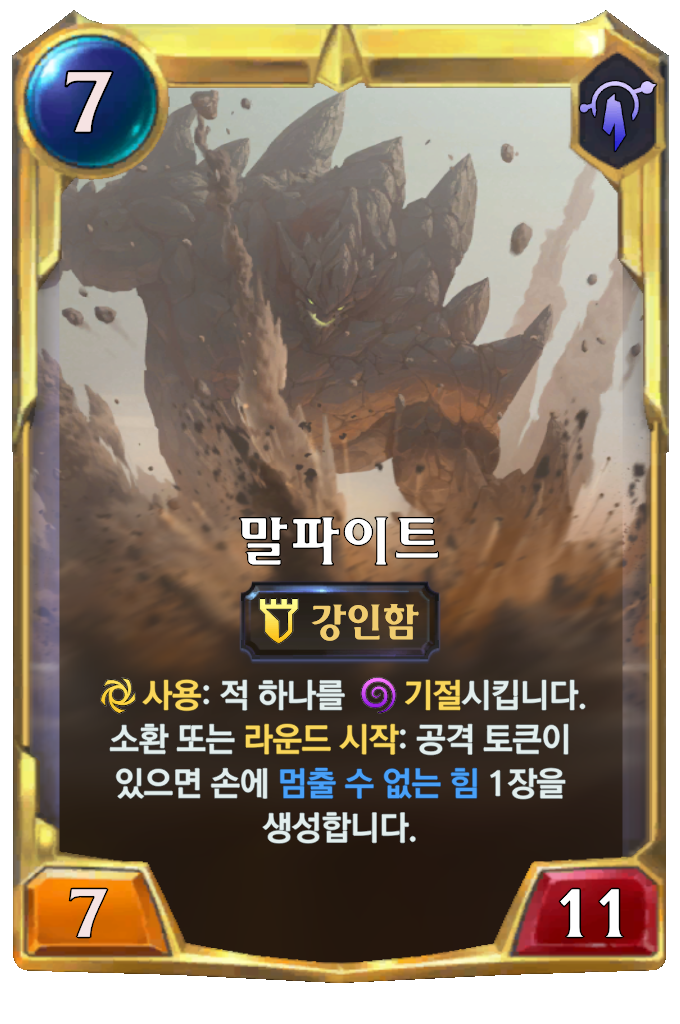 7
말파이트
강인함
사용: 적 하나를 기절시킵니다.
소환 또는 라운드 시작: 공격 토큰이
있으면 손에 멈출 수 없는 힘 1장을
생성합니다.
7
11